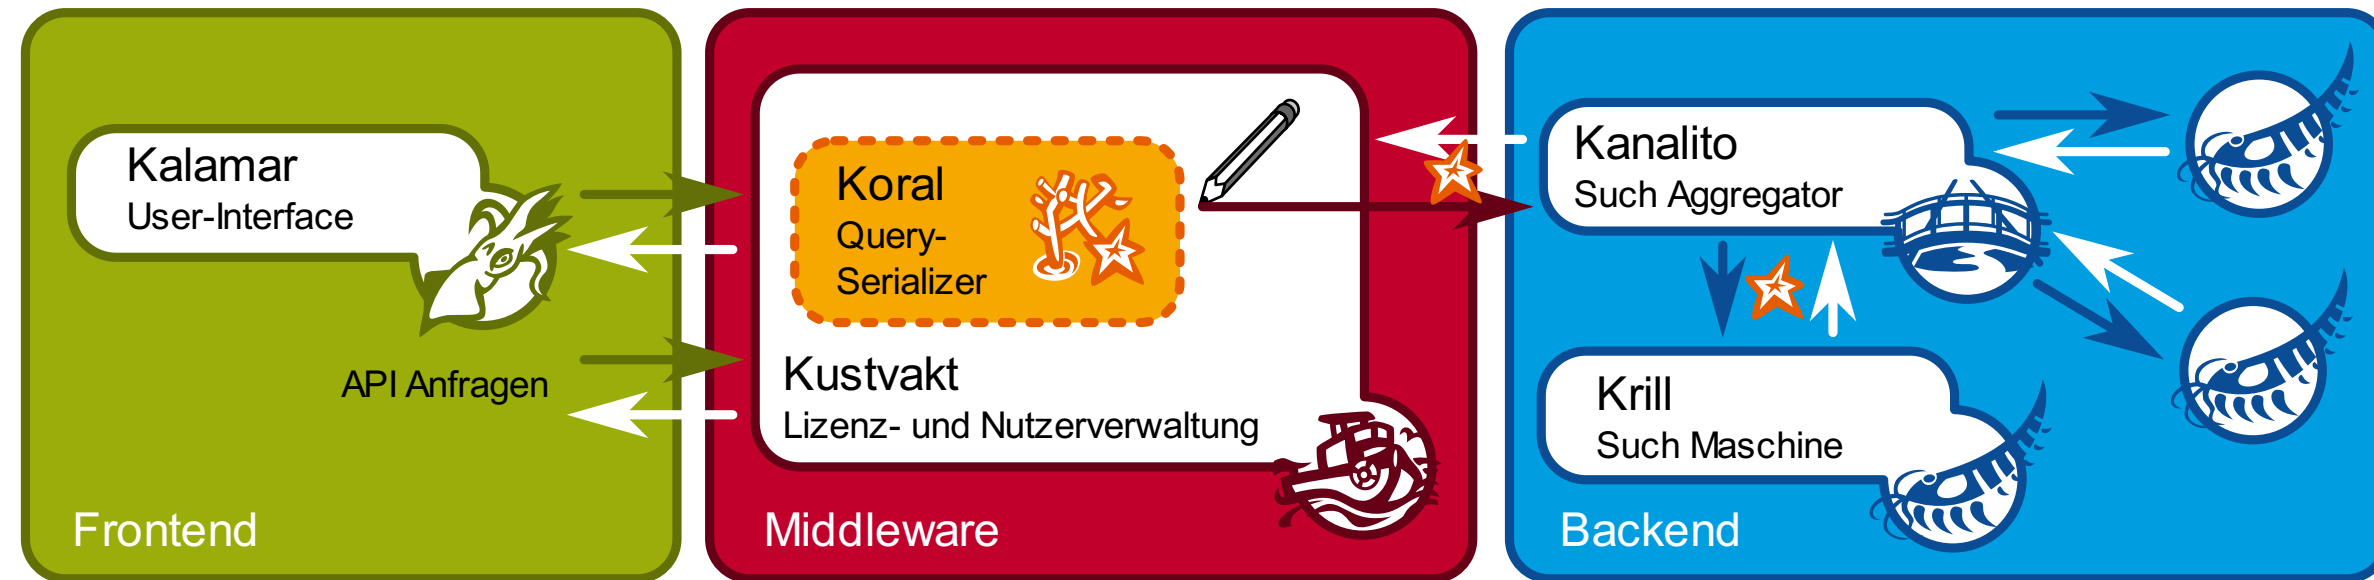 Kalamar
User-Interface
API Anfragen
Frontend
Koral
Query-
Serializer
Kustvakt
Lizenz- und Nutzerverwaltung
Middleware
Kanalito
Such Aggregator
Krill
Such Maschine
Backend